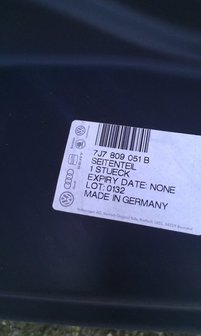 7J7 809 051 B
SEITENTEIL
1 STUECK
EXPIRY DATE: NONE
LOT: 0132
MADE IN GERMANY